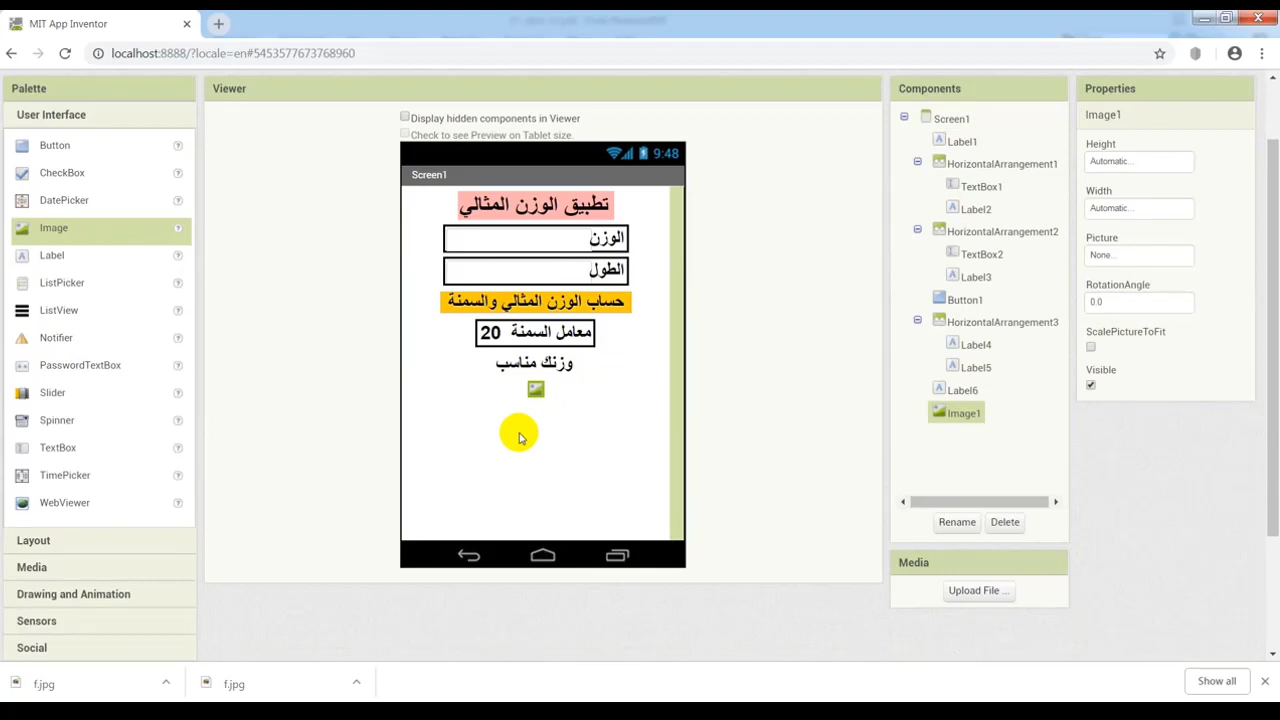 MIT App Inventor
localhost:8888/?locale=en#5453577673768960
Palette
User Interface
Button
CheckBox
DatePicker
Image
Label
ListPicker
ListView
Notifier
PasswordTextBox
Slider
Spinner
TextBox
TimePicker
WebViewer
Layout
Media
Drawing and Animation
Sensors
Social
Viewer
Display hidden components in Viewer
Check to see Preview on Tablet size.
9:48
Screen1
تطبيق الوزن المثالي
الوزن
الطول
حساب الوزن المثالي والسمنة
معامل السمنة 20
وزنك مناسب
Components
Screen1
Label1
HorizontalArrangement1
TextBox1
Label2
HorizontalArrangement2
TextBox2
Label3
Button1
HorizontalArrangement3
Label4
Label5
Label6
Image1
Rename
Delete
Media
Upload File ...
Properties
Image1
Height
Automatic...
Width
Automatic...
Picture
None...
RotationAngle
0.0
ScalePictureToFit
Visible
f.jpg
f.jpg
Show all